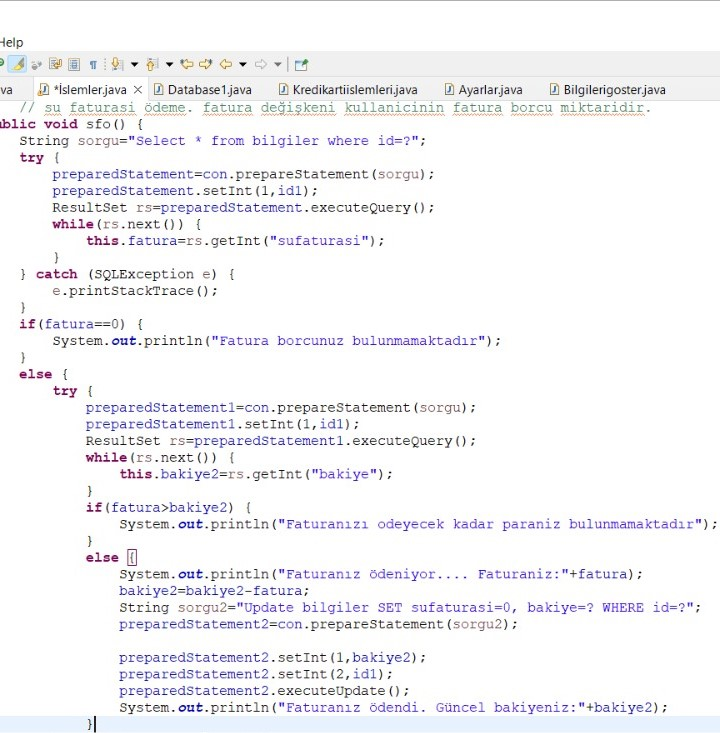 Help
va *İslemler.java Database1.java Kredikartiislemleri.java Ayarlar.java Bilgilerigoster.java
// su faturasi ödeme. fatura değişkeni kullanicinin fatura borcu miktaridir.
ublic void sfo() {
String sorgu="Select * from bilgiler where id=?";
try {
preparedStatement=con.prepareStatement(sorgu);
preparedStatement.setInt(1,id1);
ResultSet rs=preparedStatement.executeQuery();
while(rs.next()) {
this.fatura=rs.getInt("sufaturasi");
}
} catch (SQLException e) {
e.printStackTrace();
}
if(fatura==0) {
System.out.println("Fatura borcunuz bulunmamaktadır");
}
else {
try {
preparedStatement1=con.prepareStatement(sorgu);
preparedStatement1.setInt(1,id1);
ResultSet rs=preparedStatement1.executeQuery();
while(rs.next()) {
this.bakiye2=rs.getInt("bakiye");
}
if(fatura>bakiye2) {
System.out.println("Faturanızı odeyecek kadar paraniz bulunmamaktadır");
}
else {
System.out.println("Faturanız ödeniyor.... Faturaniz:"+fatura);
bakiye2=bakiye2-fatura;
String sorgu2="Update bilgiler SET sufaturasi=0, bakiye=? WHERE id=?";
preparedStatement2=con.prepareStatement(sorgu2);
preparedStatement2.setInt(1,bakiye2);
preparedStatement2.setInt(2,id1);
preparedStatement2.executeUpdate();
System.out.println("Faturanız ödendi. Güncel bakiyeniz:"+bakiye2);
}